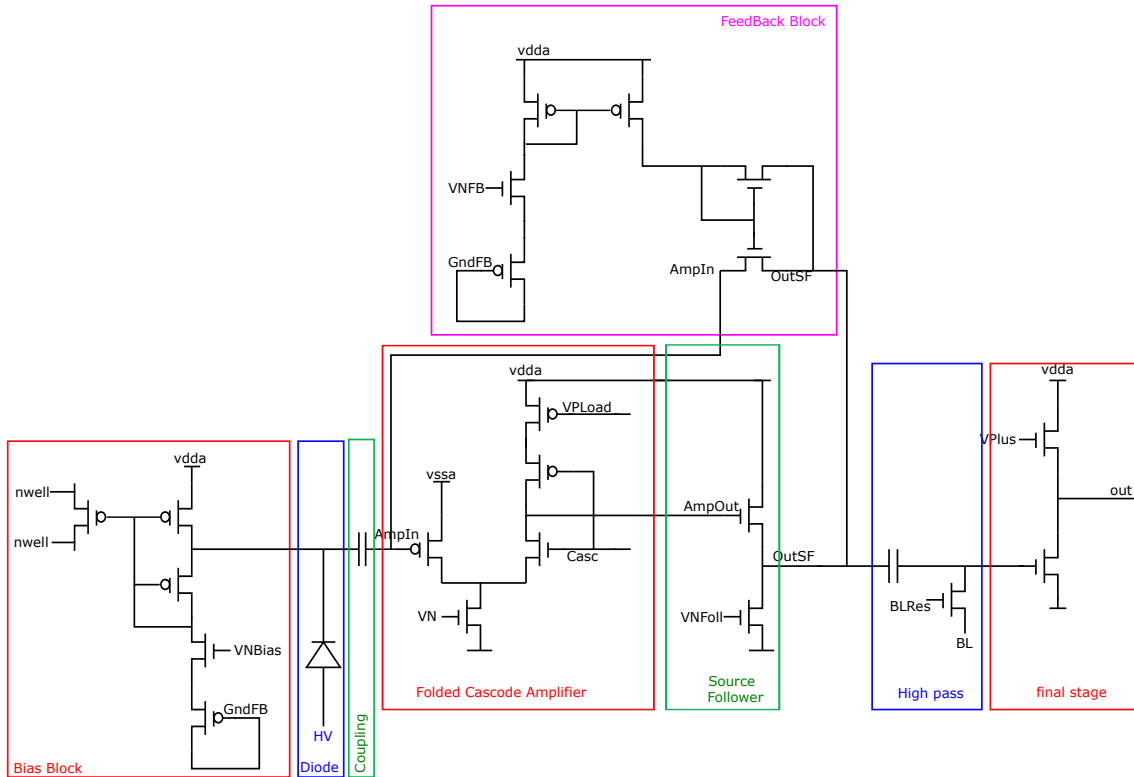 FeedBack Block
vdda
VNFB
GndFB
AmpIn
OutSF
vdda
VPLoad
vdda
VPlus
vdda
vssa
nwell
out
AmpOut
nwell
AmpIn
Casc
OutSF
BLRes
VN
VNFoll
BL
VNBias
Source
Follower
Folded Cascode Amplifier
High pass
final stage
GndFB
Coupling
HV
Bias Block
Diode